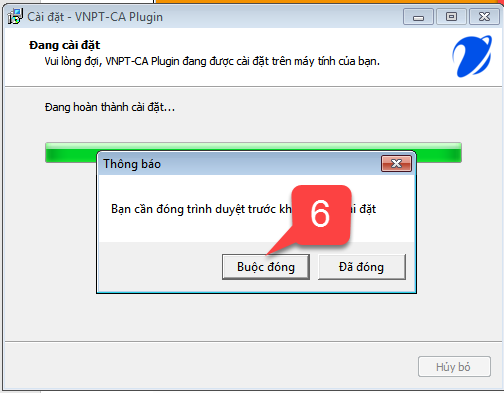 Cài đặt - VNPT-CA Plugin
Đang cài đặt
Vui lòng đợi, VNPT-CA Plugin đang được cài đặt trên máy tính của bạn.
Đang hoàn thành cài đặt...
Thông báo
Bạn cần đóng trình duyệt trước kh ài đặt
6
Buộc đóng
Đã đóng
Hủy bỏ